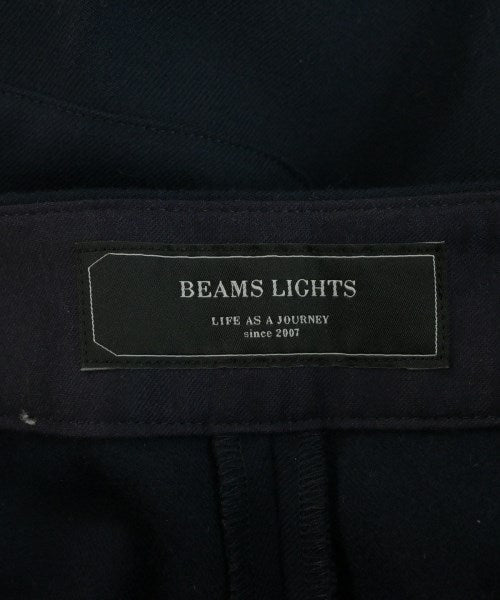 BEAMS LIGHTS
LIFE AS A JOURNEY
since 2007